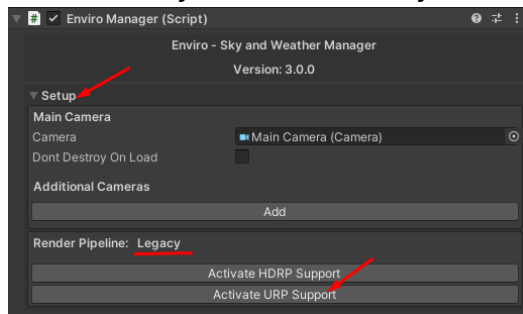 Enviro Manager (Script)
Enviro - Sky and Weather Manager
Version: 3.0.0
Setup
Main Camera
Camera Main Camera (Camera)
Dont Destroy On Load
Additional Cameras
Add
Render Pipeline: Legacy
Activate HDRP Support
Activate URP Support